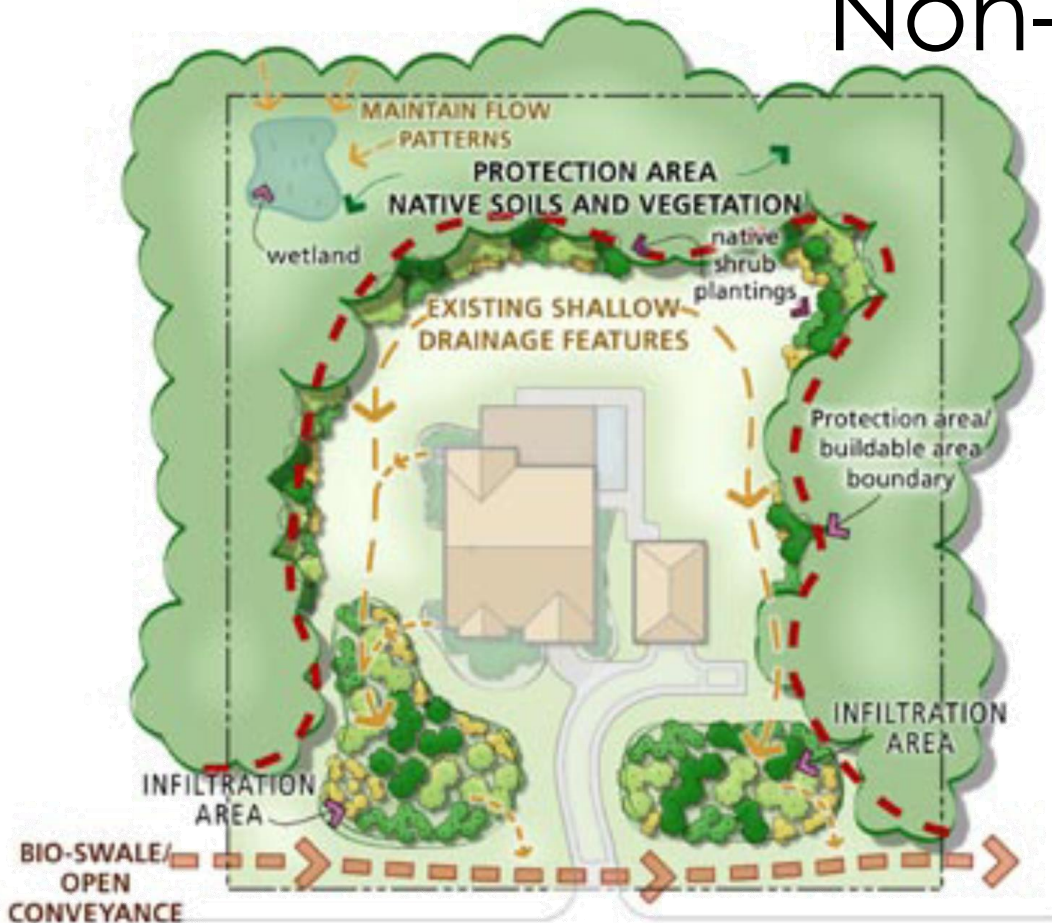 Non-
MAINTAIN FLOW
PATTERNS
PROTECTION AREA
NATIVE SOILS AND VEGETATION
wetland
native
shrub
plantings
EXISTING SHALLOW
DRAINAGE FEATURES
Protection area/
buildable area
boundary
INFILTRATION
AREA
INFILTRATION
AREA
BIO-SWALE/
OPEN
CONVEYANCE